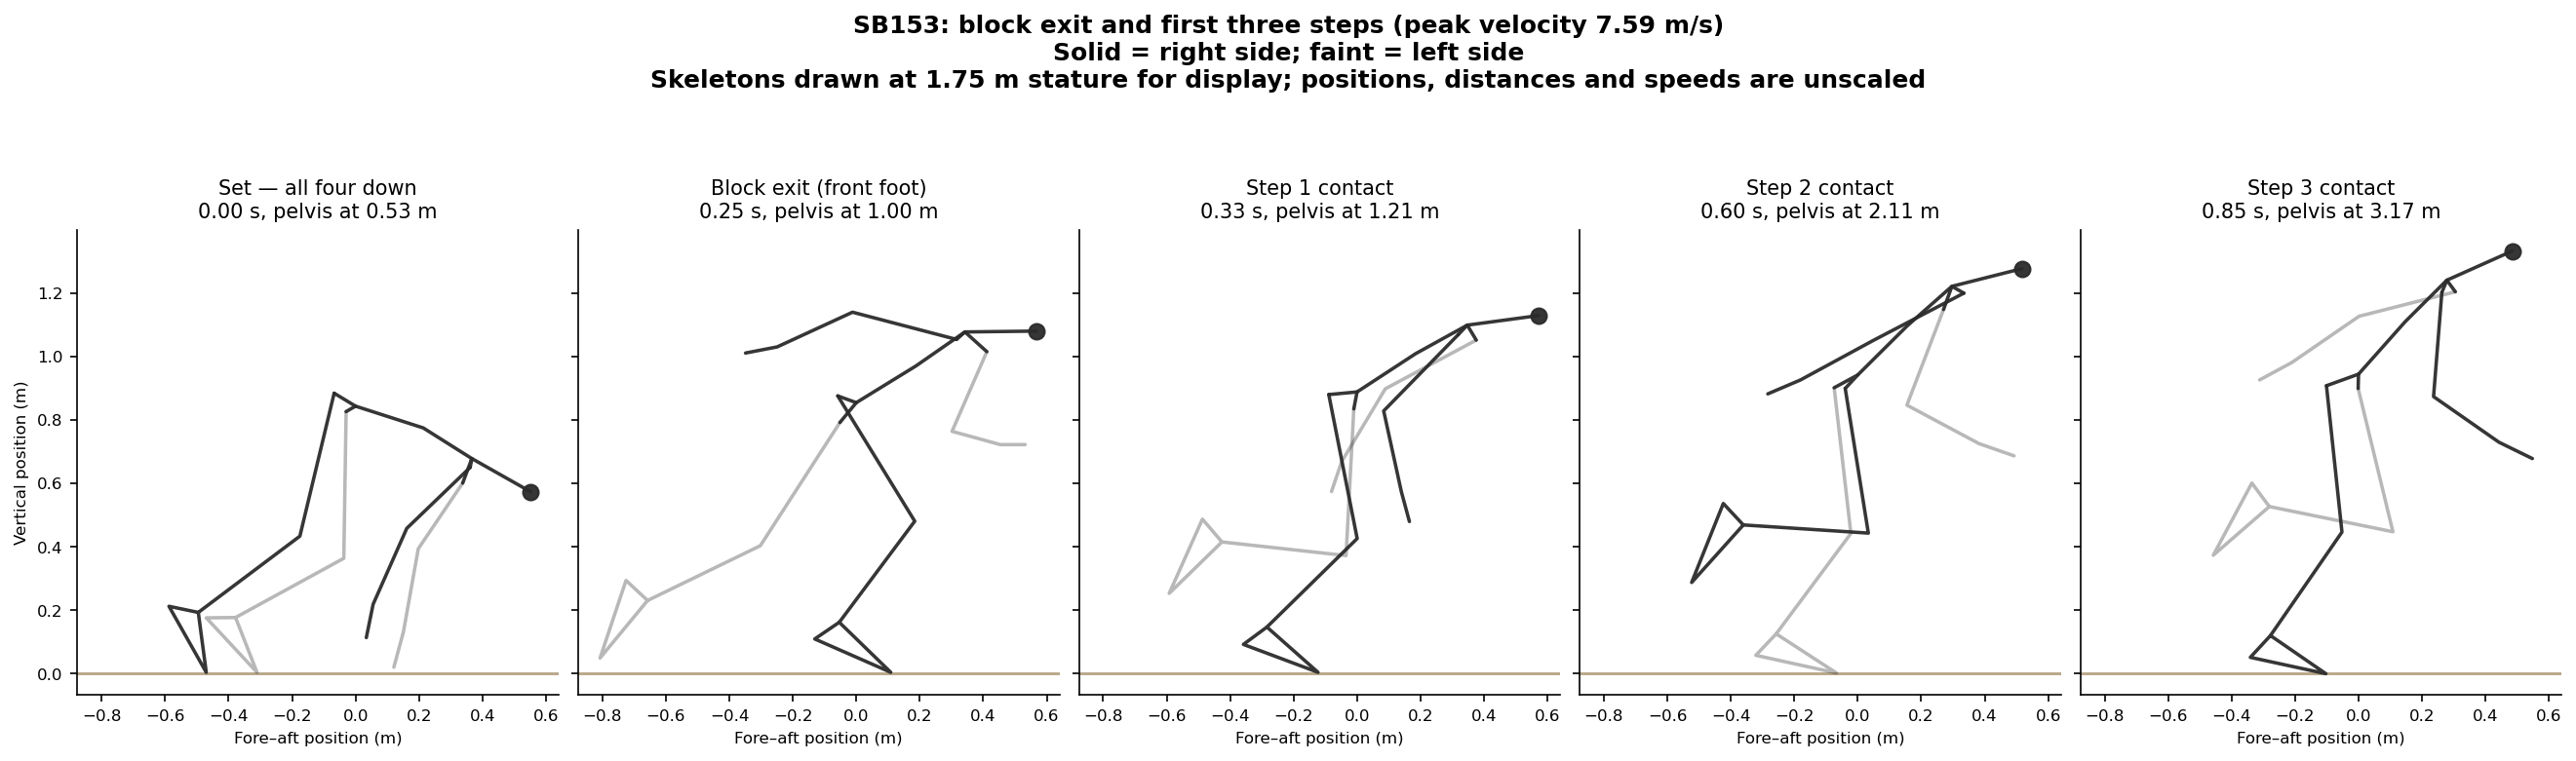 SB153: block exit and first three steps (peak velocity 7.59 m/s)
Solid = right side; faint = left side
Skeletons drawn at 1.75 m stature for display; positions, distances and speeds are unscaled
Set — all four down
0.00 s, pelvis at 0.53 m
Block exit (front foot)
0.25 s, pelvis at 1.00 m
Step 1 contact
0.33 s, pelvis at 1.21 m
Step 2 contact
0.60 s, pelvis at 2.11 m
Step 3 contact
0.85 s, pelvis at 3.17 m
Vertical position (m)
1.2
1.0
0.8
0.6
0.4
0.2
0.0
−0.8 −0.6 −0.4 −0.2 0.0 0.2 0.4 0.6
Fore–aft position (m)
−0.8 −0.6 −0.4 −0.2 0.0 0.2 0.4 0.6
Fore–aft position (m)
−0.8 −0.6 −0.4 −0.2 0.0 0.2 0.4 0.6
Fore–aft position (m)
−0.8 −0.6 −0.4 −0.2 0.0 0.2 0.4 0.6
Fore–aft position (m)
−0.8 −0.6 −0.4 −0.2 0.0 0.2 0.4 0.6
Fore–aft position (m)